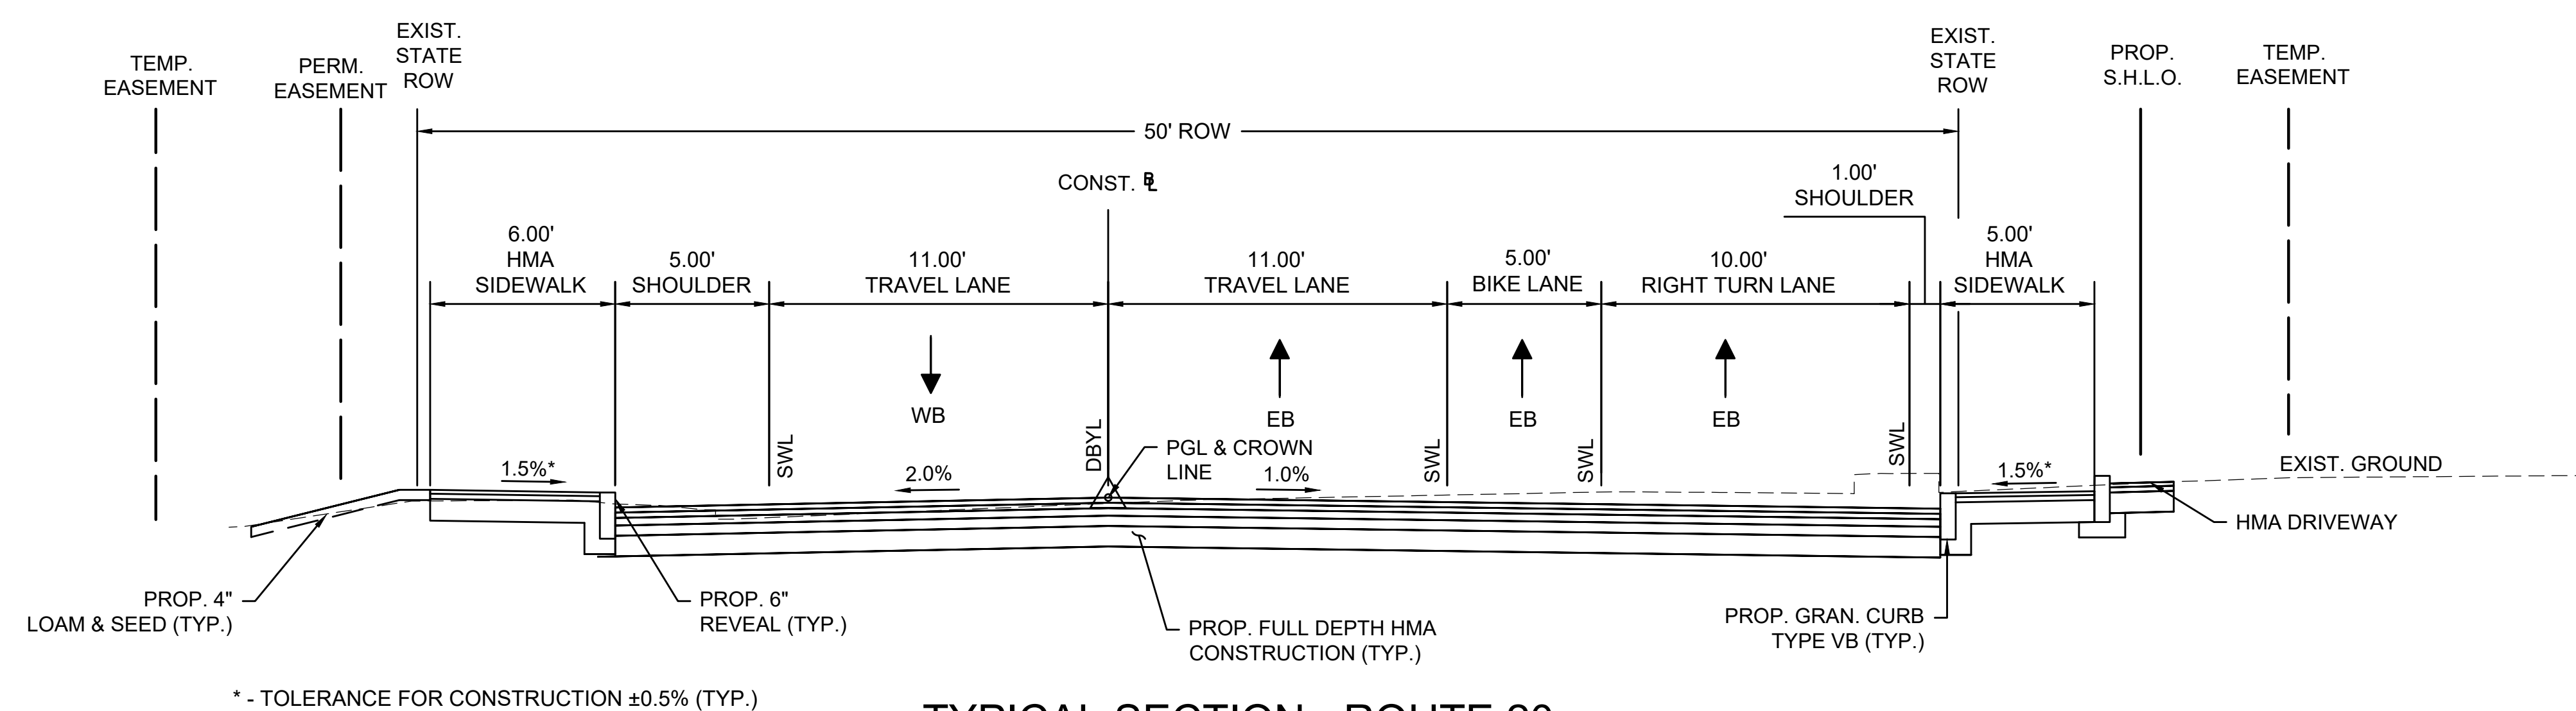 TEMP.
EASEMENT
PERM.
EASEMENT
EXIST.
STATE
ROW
EXIST.
STATE
ROW
PROP.
S.H.L.O.
TEMP.
EASEMENT
50' ROW
CONST. BL
1.00'
SHOULDER
6.00'
HMA
SIDEWALK
5.00'
SHOULDER
11.00'
TRAVEL LANE
11.00'
TRAVEL LANE
5.00'
BIKE LANE
10.00'
RIGHT TURN LANE
5.00'
HMA
SIDEWALK
WB
EB
EB
EB
SWL
DBYL
SWL
SWL
SWL
PGL & CROWN
LINE
1.5%*
2.0%
1.0%
1.5%*
EXIST. GROUND
HMA DRIVEWAY
PROP. 4"
LOAM & SEED (TYP.)
PROP. 6"
REVEAL (TYP.)
PROP. FULL DEPTH HMA
CONSTRUCTION (TYP.)
PROP. GRAN. CURB
TYPE VB (TYP.)
* - TOLERANCE FOR CONSTRUCTION ±0.5% (TYP.)
TYPICAL SECTION - ROUTE